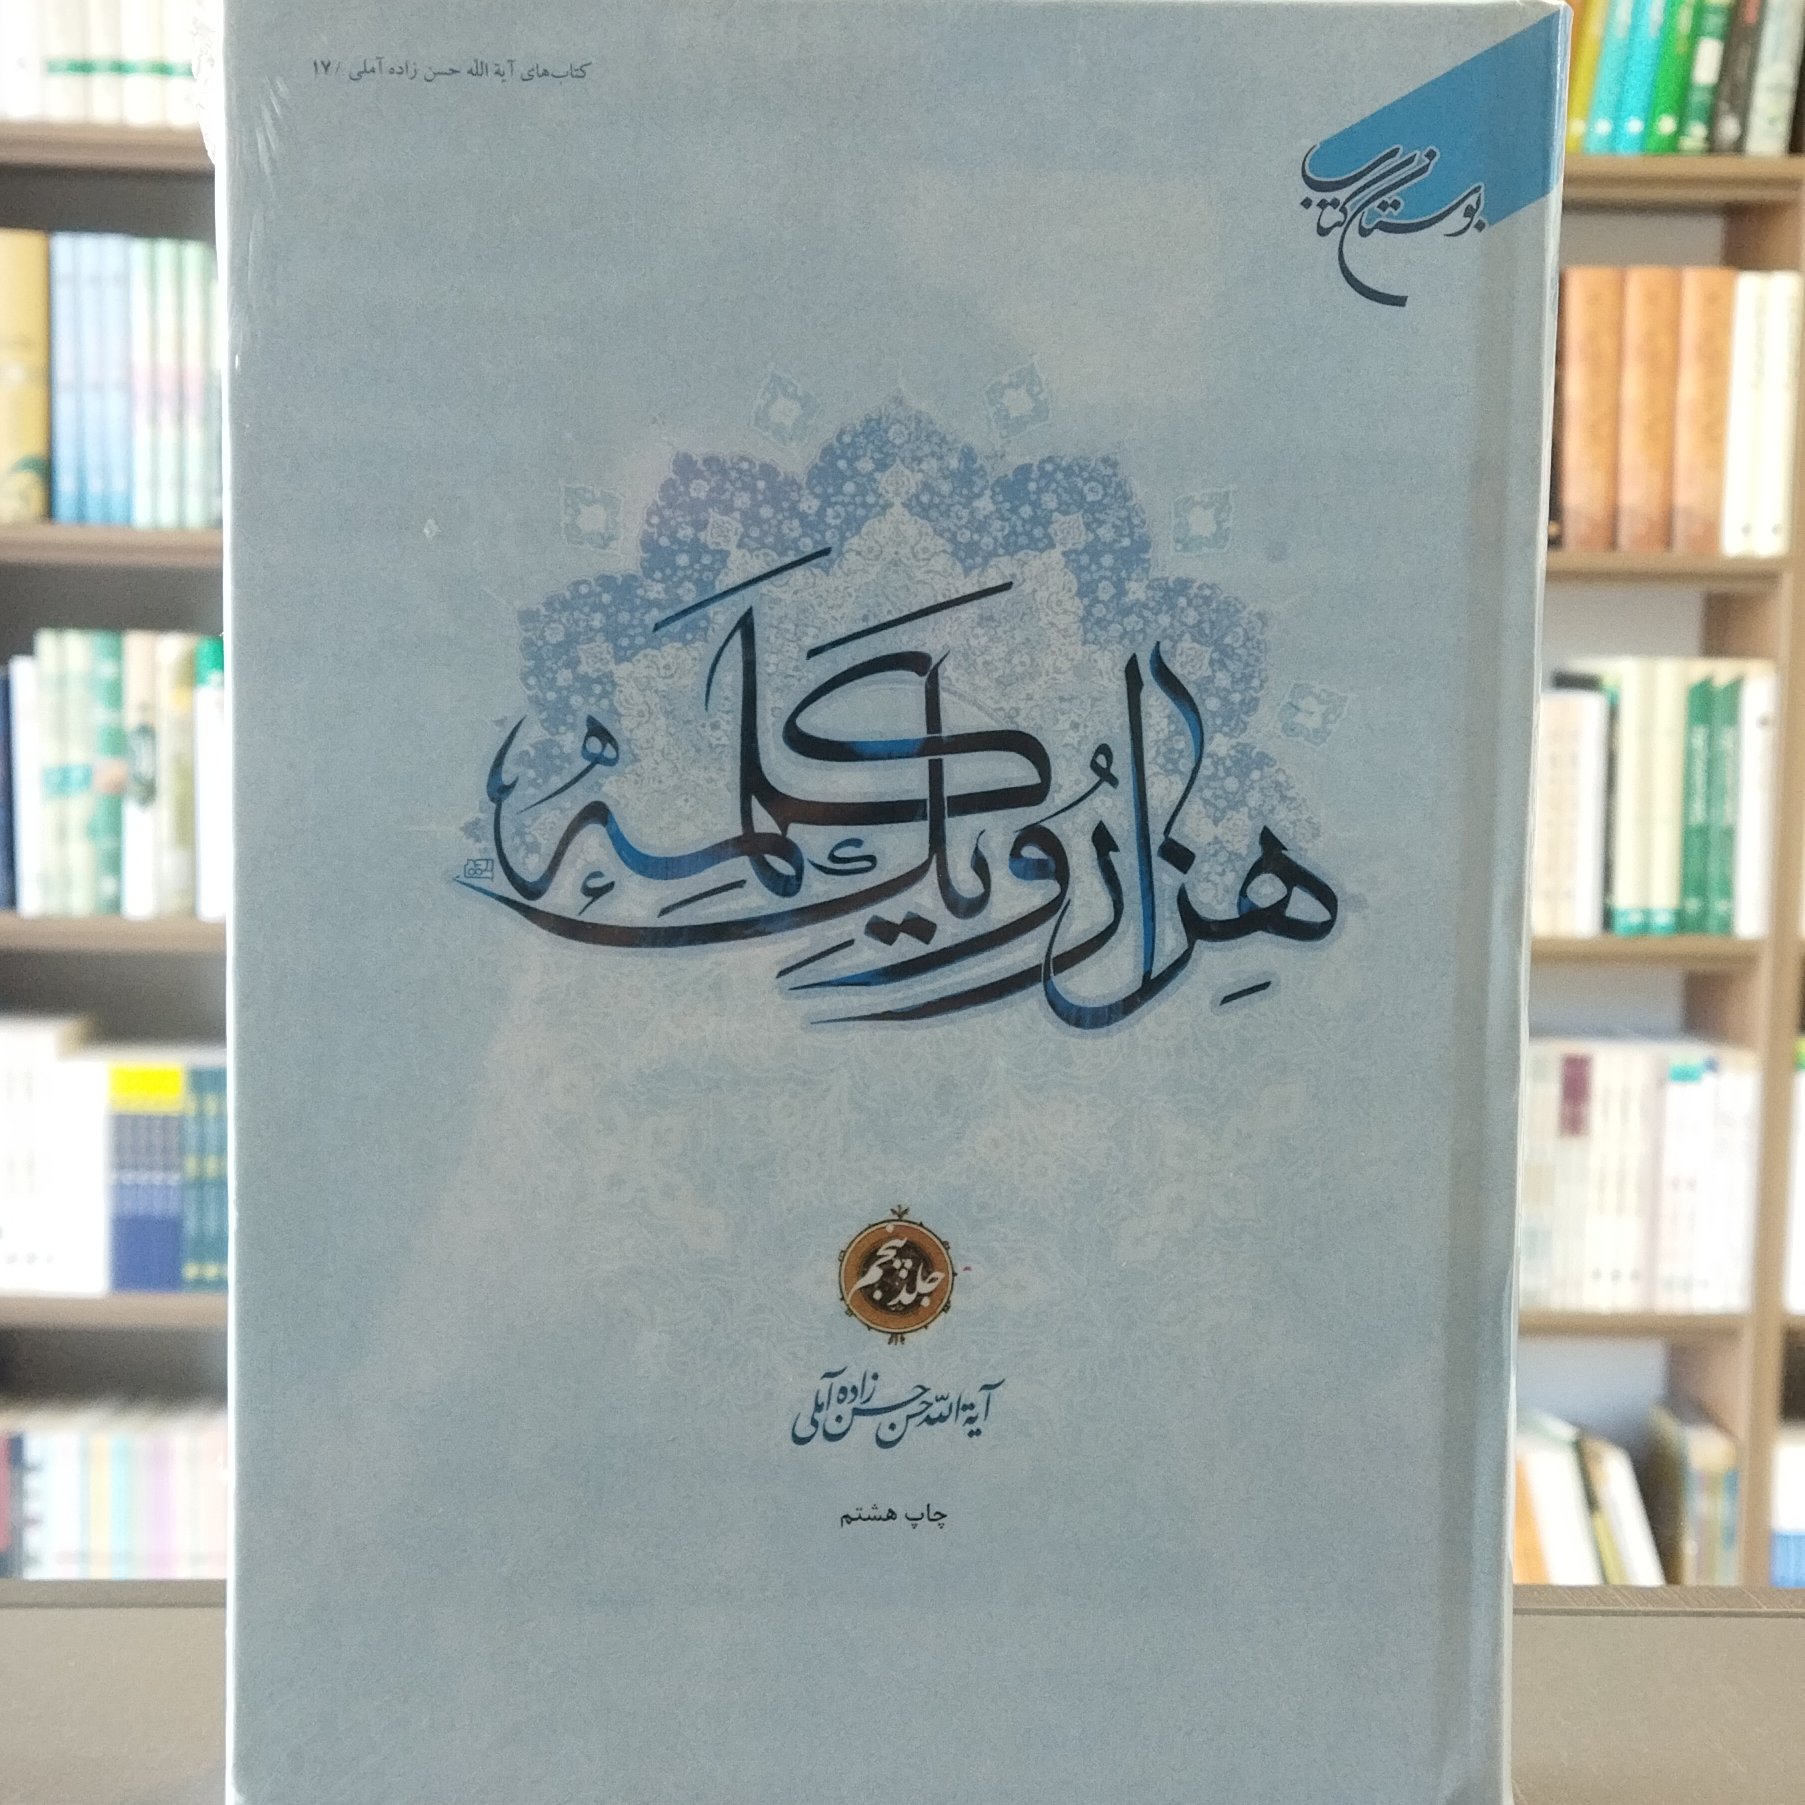 کتاب‌های آیة الله حسن زاده آملی / ۱۷
بوستان کتاب
هزار و یک کلمه
جلد پنجم
آیة الله حسن حسن زاده آملی
چاپ هشتم